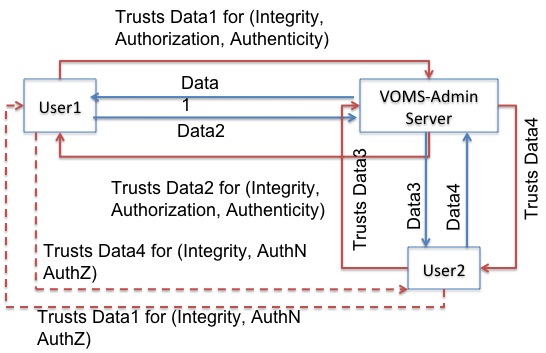 Trusts Data1 for (Integrity,
Authorization, Authenticity)
User1
Data
1
Data2
VOMS-Admin
Server
Trusts Data4
Trusts Data3
Data3
Data4
Trusts Data2 for (Integrity,
Authorization, Authenticity)
Trusts Data4 for (Integrity, AuthN
AuthZ)
User2
Trusts Data1 for (Integrity, AuthN
AuthZ)